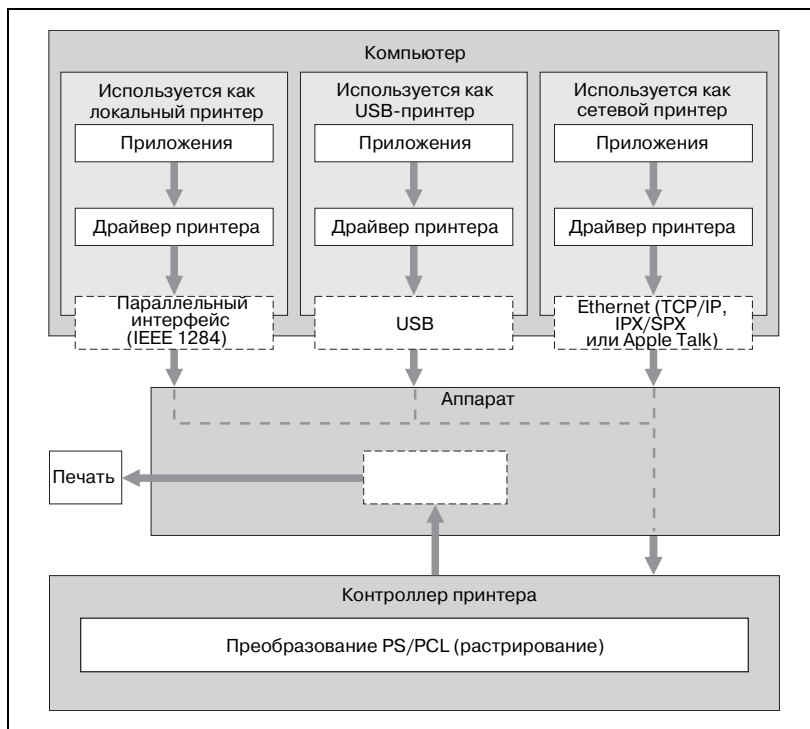 Компьютер
Используется как
локальный принтер
Приложения
Драйвер принтера
Параллельный
интерфейс
(IEEE 1284)
Используется как
USB-принтер
Приложения
Драйвер принтера
USB
Используется как
сетевой принтер
Приложения
Драйвер принтера
Ethernet (TCP/IP,
IPX/SPX
или Apple Talk)
Аппарат
Печать
Контроллер принтера
Преобразование PS/PCL (растрирование)